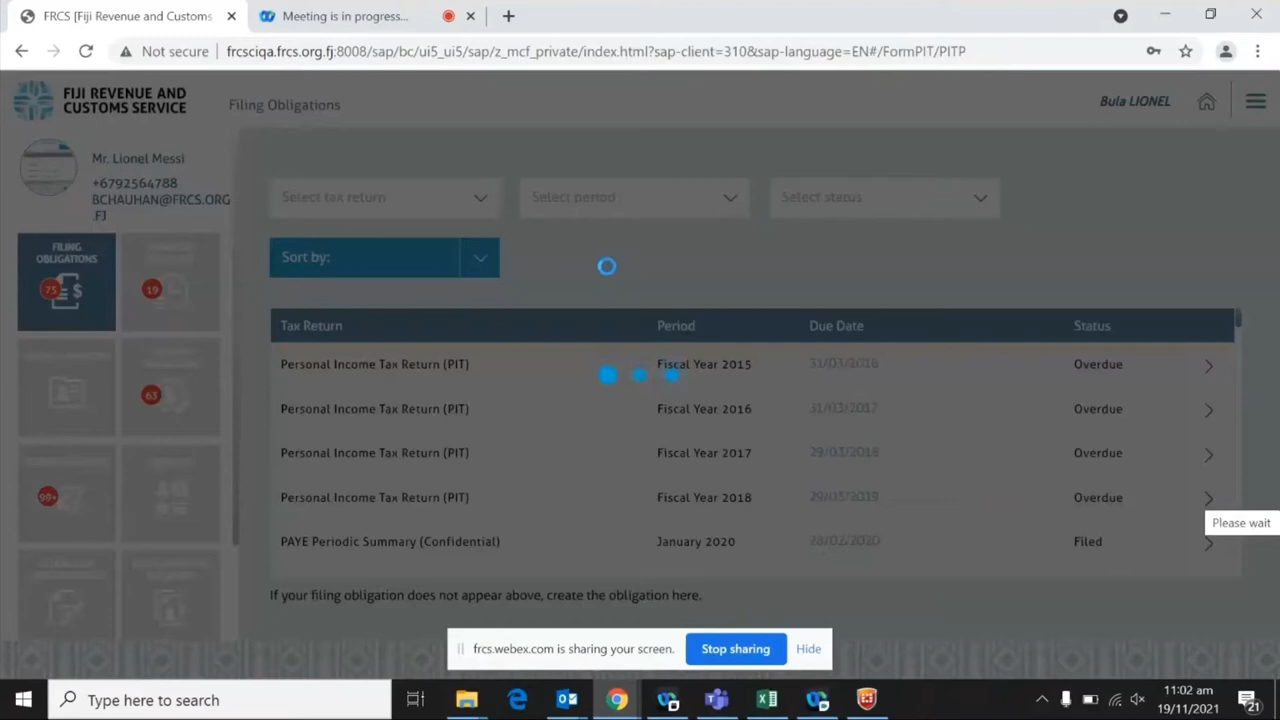 FRCS [Fiji Revenue and Customs
Meeting is in progress...
Not secure
frcsciqa.frcs.org.fj:8008/sap/bc/ui5_ui5/sap/z_mcf_private/index.html?sap-client=310&sap-language=EN#/FormPIT/PITP
FIJI REVENUE AND
CUSTOMS SERVICE
Filing Obligations
Bula LIONEL
Mr. Lionel Messi
+6792564788
BCHAUHAN@FRCS.ORG
.FJ
Select tax return
Select period
Select status
FILING
OBLIGATIONS
75
19
Sort by:
63
99+
Tax Return Period Due Date Status
Personal Income Tax Return (PIT) Fiscal Year 2015 31/03/2016 Overdue
Personal Income Tax Return (PIT) Fiscal Year 2016 31/03/2017 Overdue
Personal Income Tax Return (PIT) Fiscal Year 2017 29/03/2018 Overdue
Personal Income Tax Return (PIT) Fiscal Year 2018 29/03/2019 Overdue
Please wait
PAYE Periodic Summary (Confidential) January 2020 28/02/2020 Filed
If your filing obligation does not appear above, create the obligation here.
frcs.webex.com is sharing your screen.
Stop sharing
Hide
Type here to search
11:02 am
19/11/2021
21